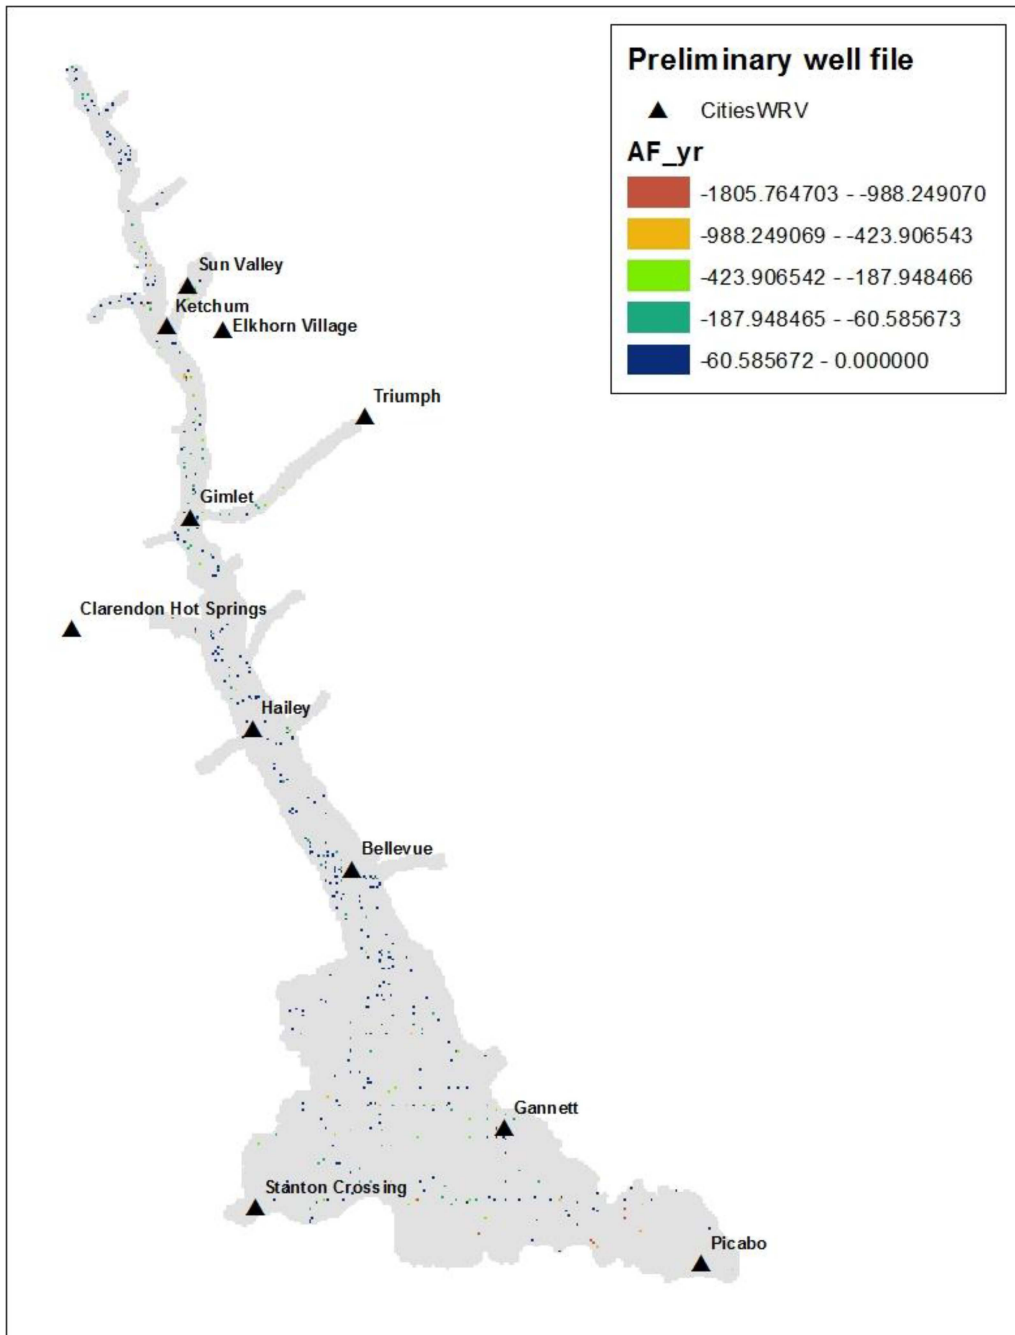 Preliminary well file
CitiesWRV
AF_yr
-1805.764703 - -988.249070
-988.249069 - -423.906543
-423.906542 - -187.948466
-187.948465 - -60.585673
-60.585672 - 0.000000
Sun Valley
Ketchum
Elkhorn Village
Triumph
Gimlet
Clarendon Hot Springs
Hailey
Bellevue
Gannett
Stanton Crossing
Picabo